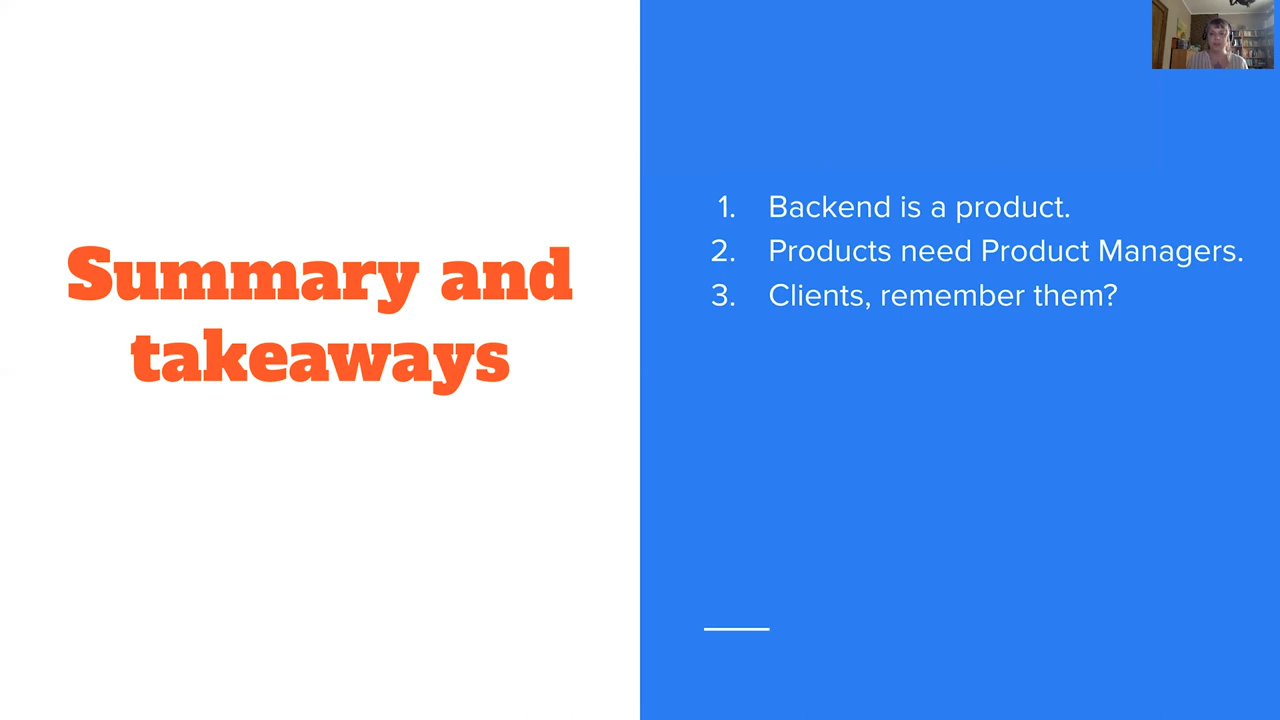 Summary and
takeaways
1. Backend is a product.
2. Products need Product Managers.
3. Clients, remember them?